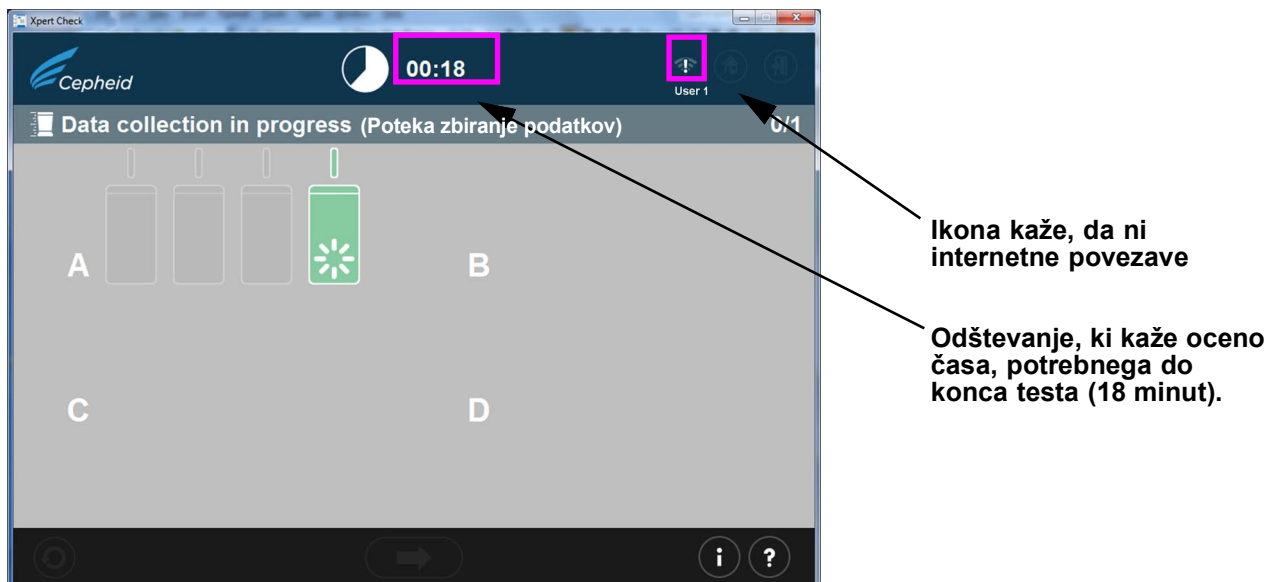 Xpert Check
Cepheid
00:18
User 1
Data collection in progress (Poteka zbiranje podatkov)
0/1
A
B
C
D
i
?
Ikona kaže, da ni
internetne povezave
Odštevanje, ki kaže oceno
časa, potrebnega do
konca testa (18 minut).